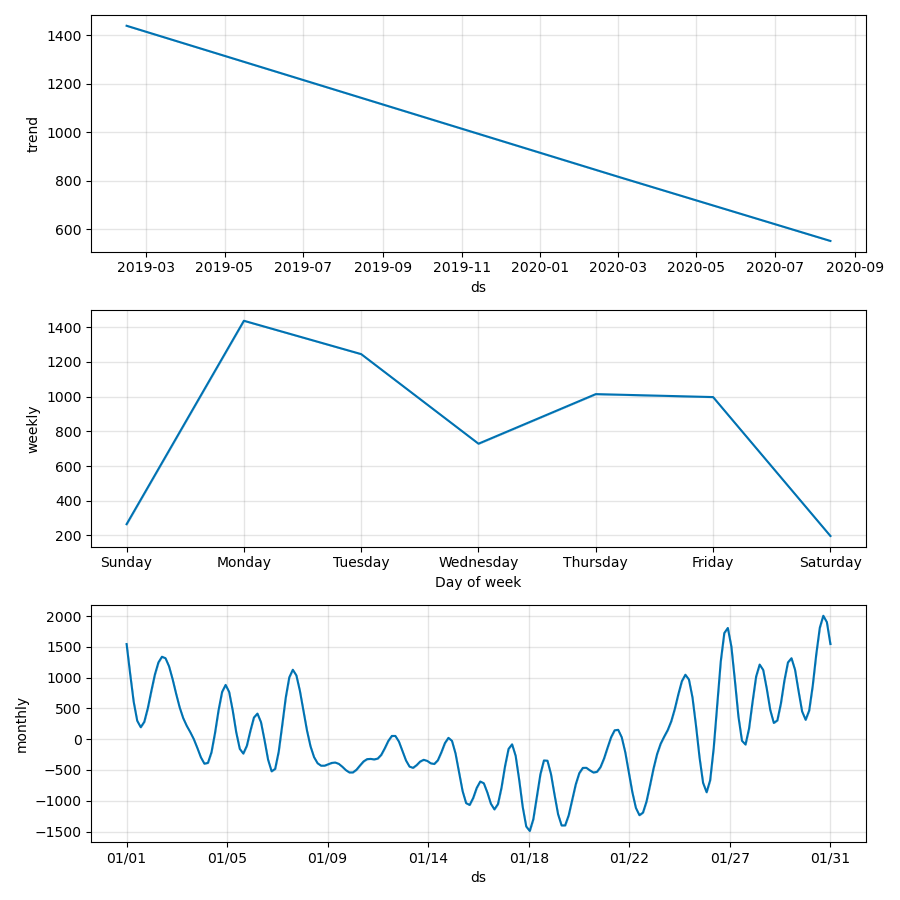 trend
1400
1200
1000
800
600
2019-03 2019-05 2019-07 2019-09 2019-11 2020-01 2020-03 2020-05 2020-07 2020-09
ds
weekly
1400
1200
1000
800
600
400
200
Sunday Monday Tuesday Wednesday Thursday Friday Saturday
Day of week
monthly
2000
1500
1000
500
0
−500
−1000
−1500
01/01 01/05 01/09 01/14 01/18 01/22 01/27 01/31
ds